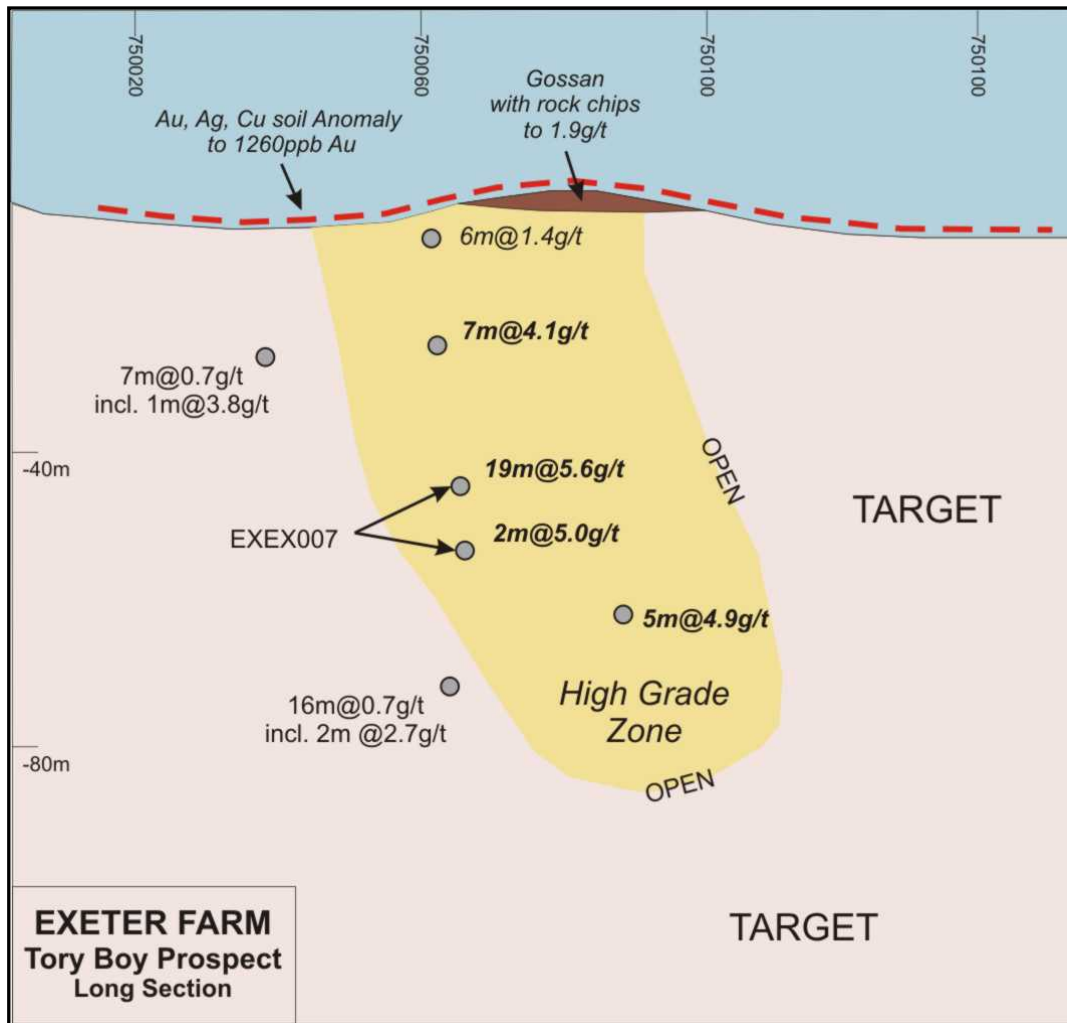 750020
750060
750100
750100
Gossan
with rock chips
to 1.9g/t
Au, Ag, Cu soil Anomaly
to 1260ppb Au
6m@1.4g/t
7m@4.1g/t
7m@0.7g/t
incl. 1m@3.8g/t
-40m
19m@5.6g/t
OPEN
TARGET
EXEX007
2m@5.0g/t
5m@4.9g/t
High Grade
Zone
16m@0.7g/t
incl. 2m @2.7g/t
-80m
OPEN
TARGET
EXETER FARM
Tory Boy Prospect
Long Section